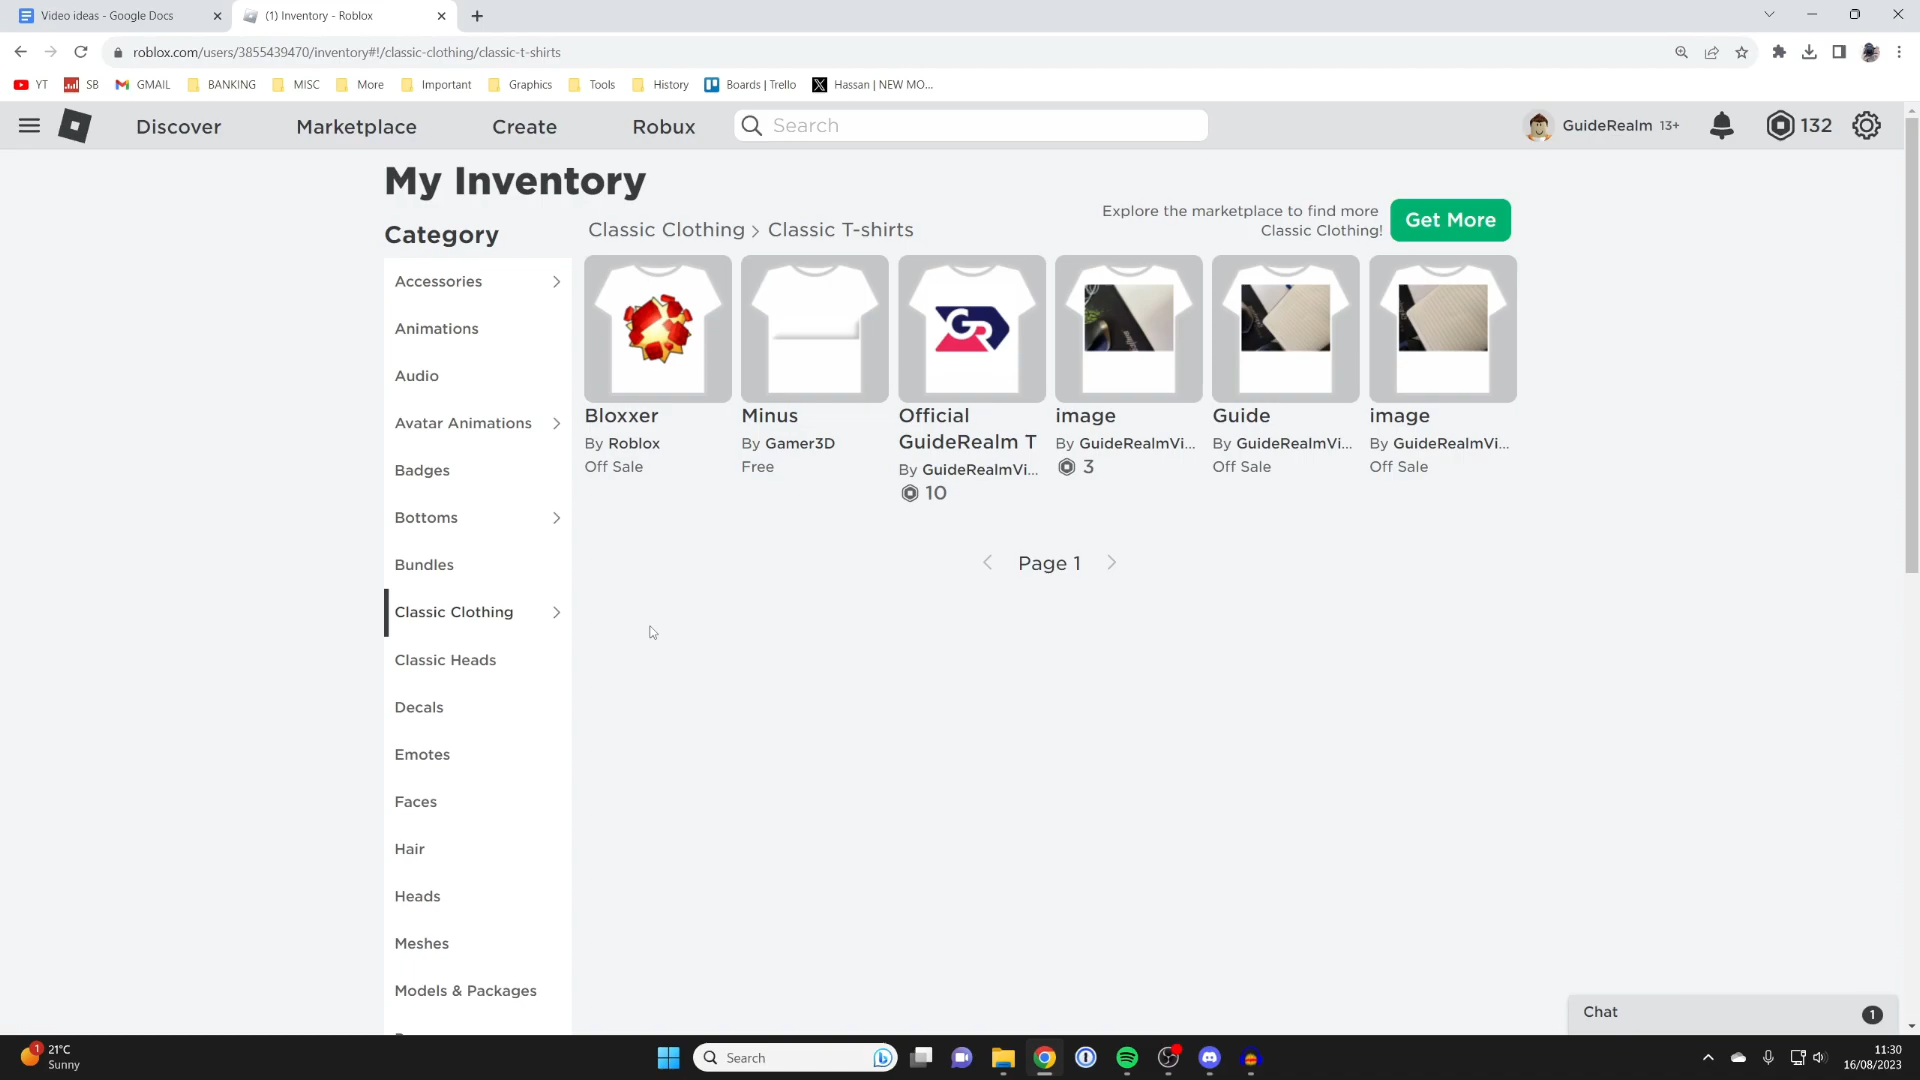 Video ideas - Google Docs
(1) Inventory - Roblox
roblox.com/users/3855439470/inventory#!/classic-clothing/classic-t-shirts
YT
SB
GMAIL
BANKING
MISC
More
Important
Graphics
Tools
History
Boards | Trello
Hassan | NEW MO...
Discover
Marketplace
Create
Robux
Search
GuideRealm 13+
132
My Inventory
Category
Classic Clothing > Classic T-shirts
Explore the marketplace to find more
Classic Clothing!
Get More
Accessories
Animations
Audio
Avatar Animations
Badges
Bottoms
Bundles
Classic Clothing
Classic Heads
Decals
Emotes
Faces
Hair
Heads
Meshes
Models & Packages
Bloxxer
By Roblox
Off Sale
Minus
By Gamer3D
Free
GR
Official
GuideRealm T
By GuideRealmVi...
10
image
By GuideRealmVi...
3
Guide
By GuideRealmVi...
Off Sale
image
By GuideRealmVi...
Off Sale
Page 1
Chat
1
1
21°C
Sunny
Search
11:30
16/08/2023